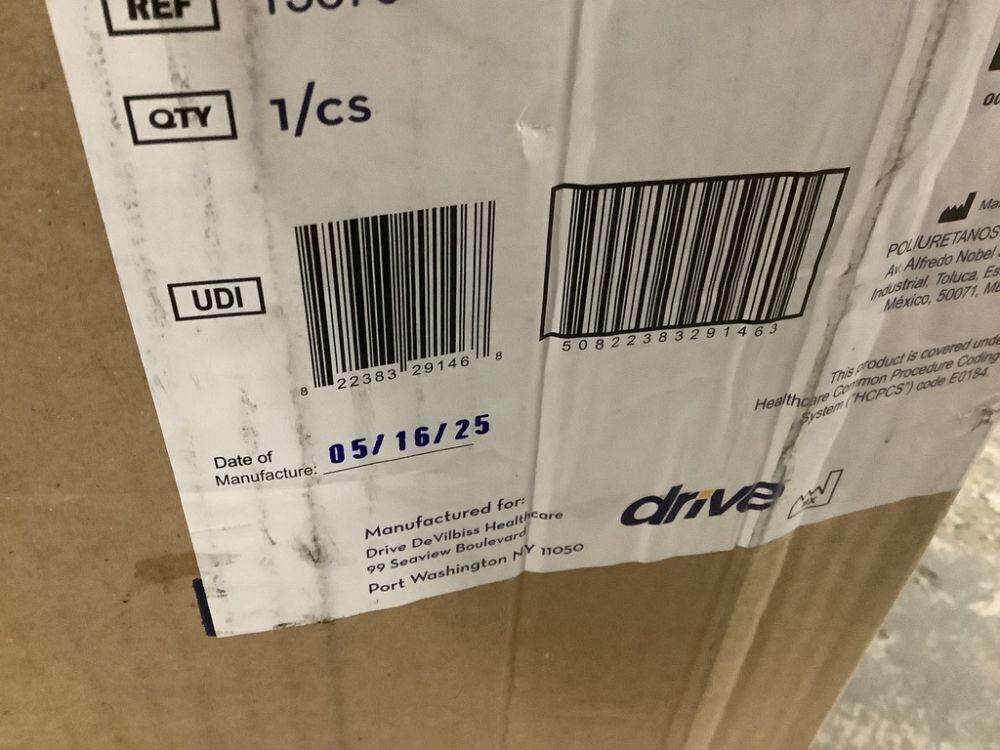 REF
QTY 1/cs
UDI
8 22383 29146 8
50822383291463
Date of
Manufacture: 05/16/25
Manufactured for:
Drive DeVilbiss Healthcare
99 Seaview Boulevard
Port Washington NY 11050
drive
MX
POLIURETANOS
Av. Alfredo Nobel
Industrial, Toluca,
México, 50071,
This product is covered
Healthcare Common Procedure Coding
System ("HCPCS") code E0184.